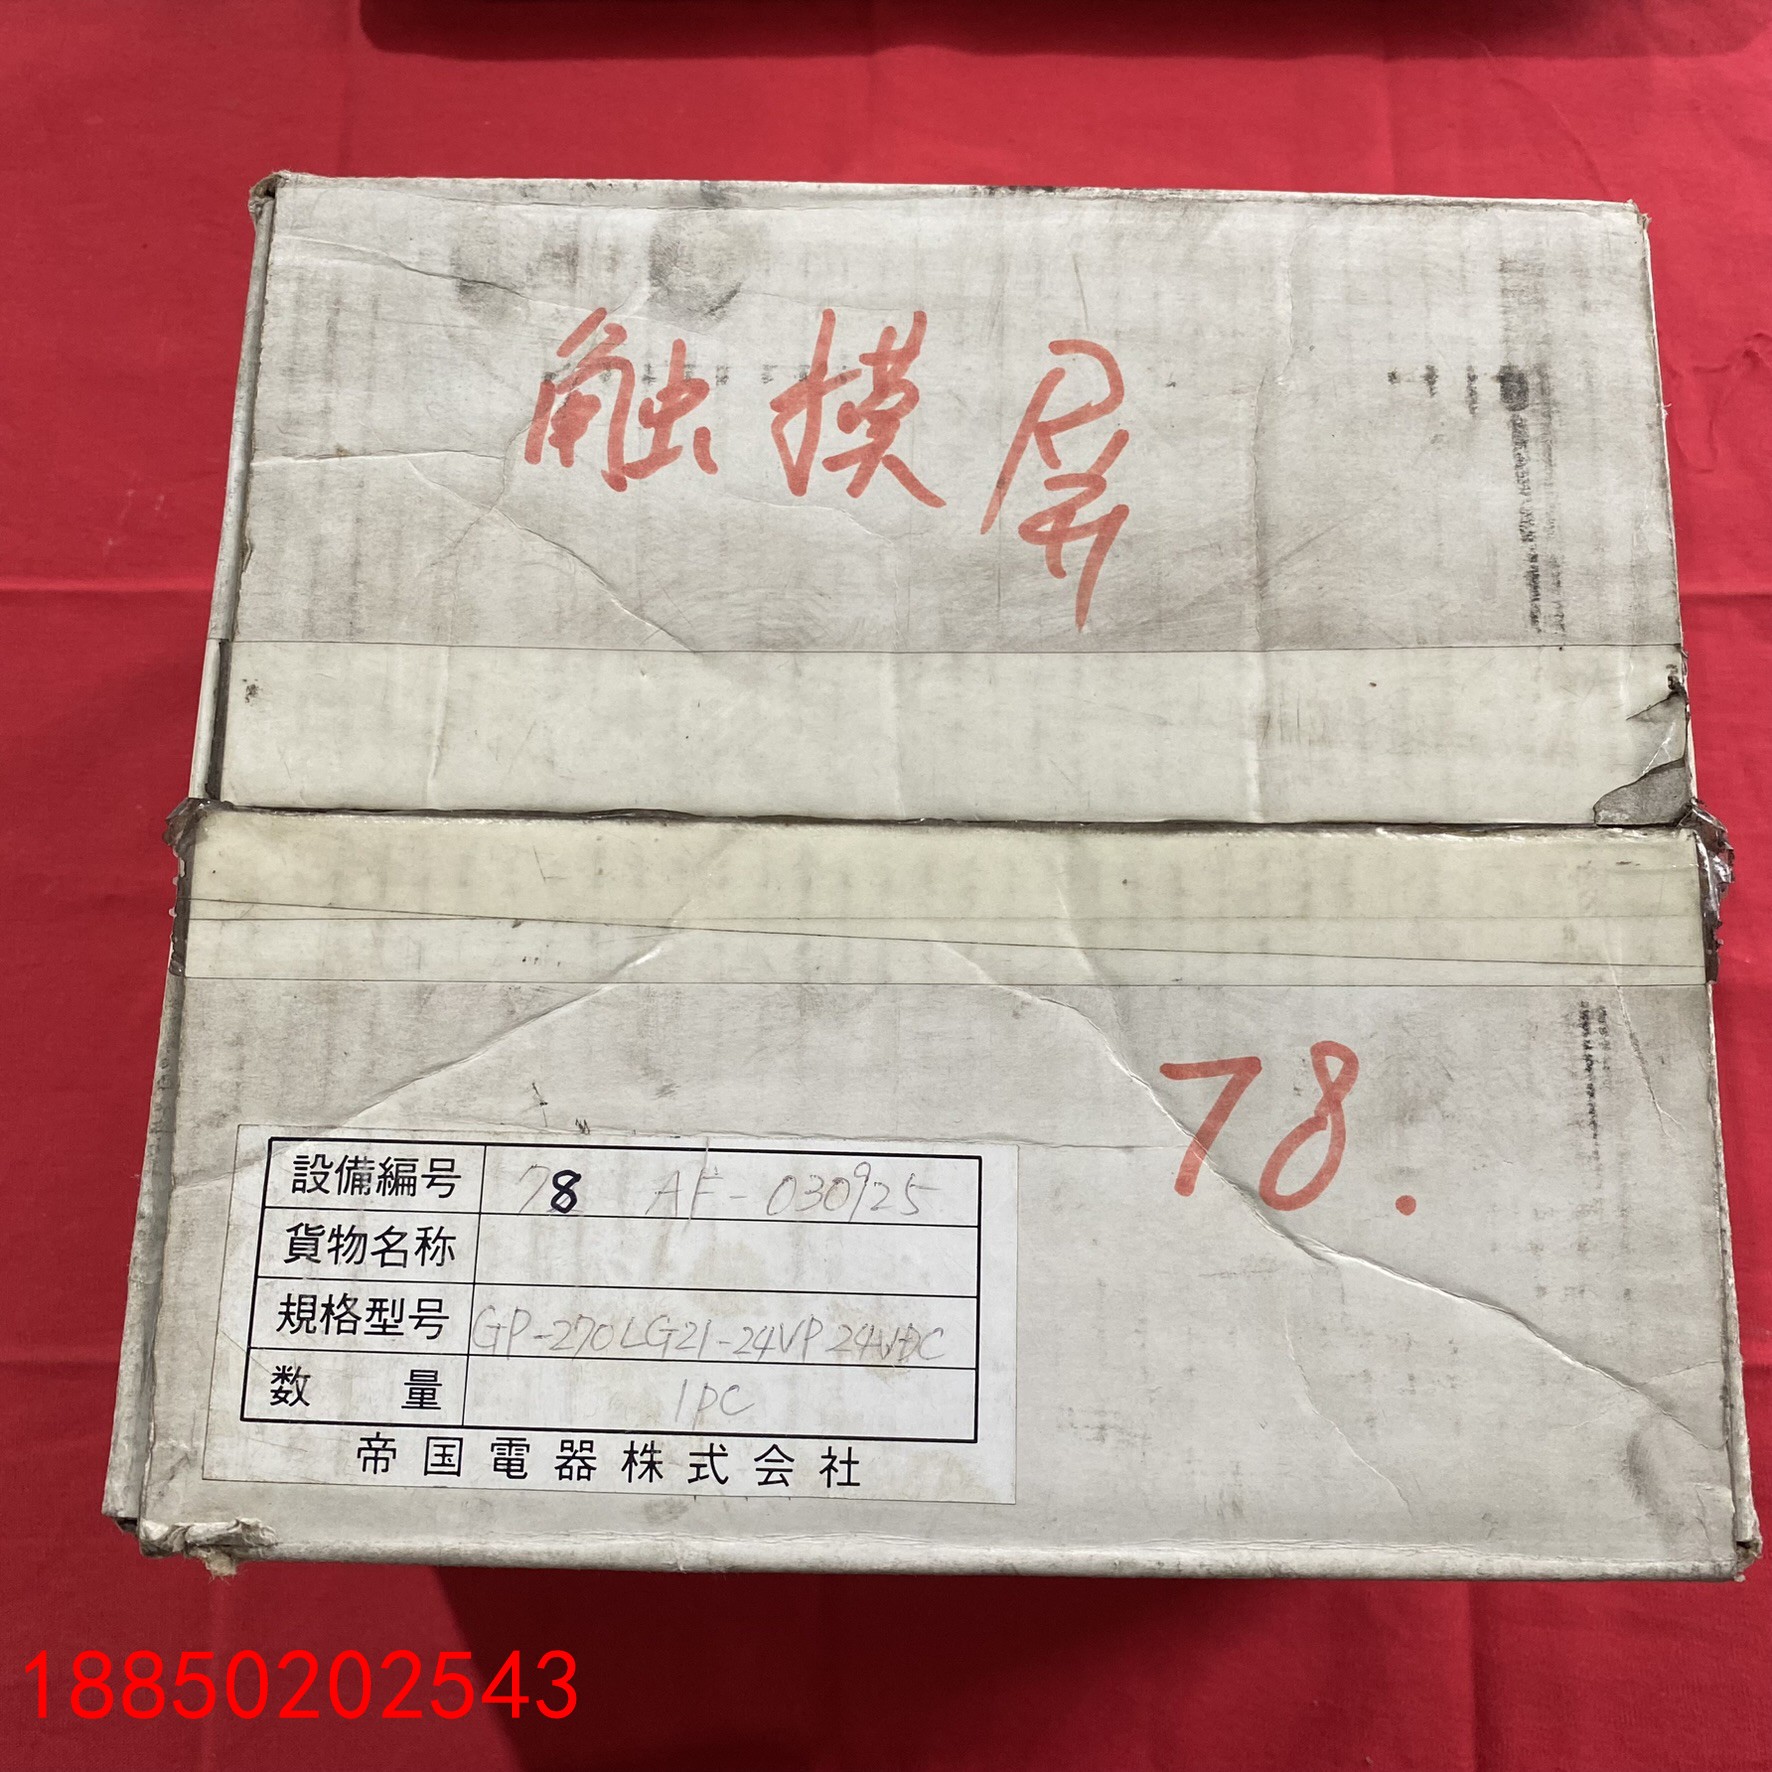 触摸屏
78.
設備編号 78 AF-030925
貨物名称
規格型号 GP-270LG21-24VP 24VDC
数量 1PC
帝国電器株式会社
18850202543